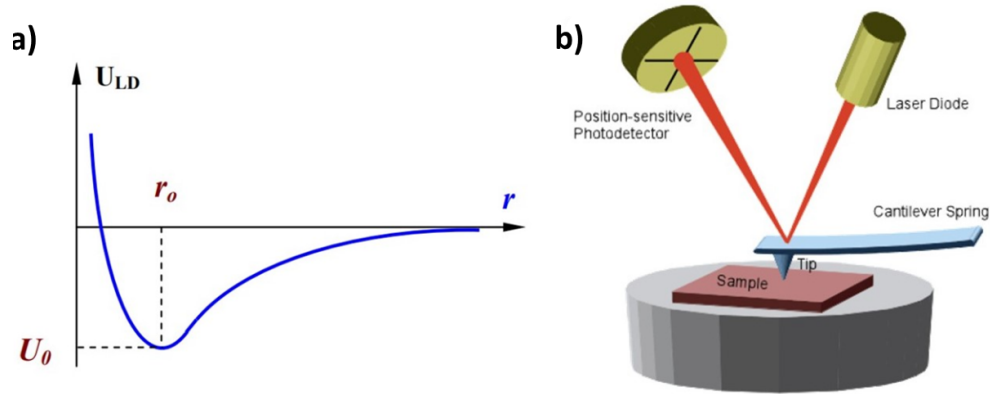 a)
U_LD
r_o
r
U_0
b)
Position-sensitive
Photodetector
Laser Diode
Cantilever Spring
Tip
Sample